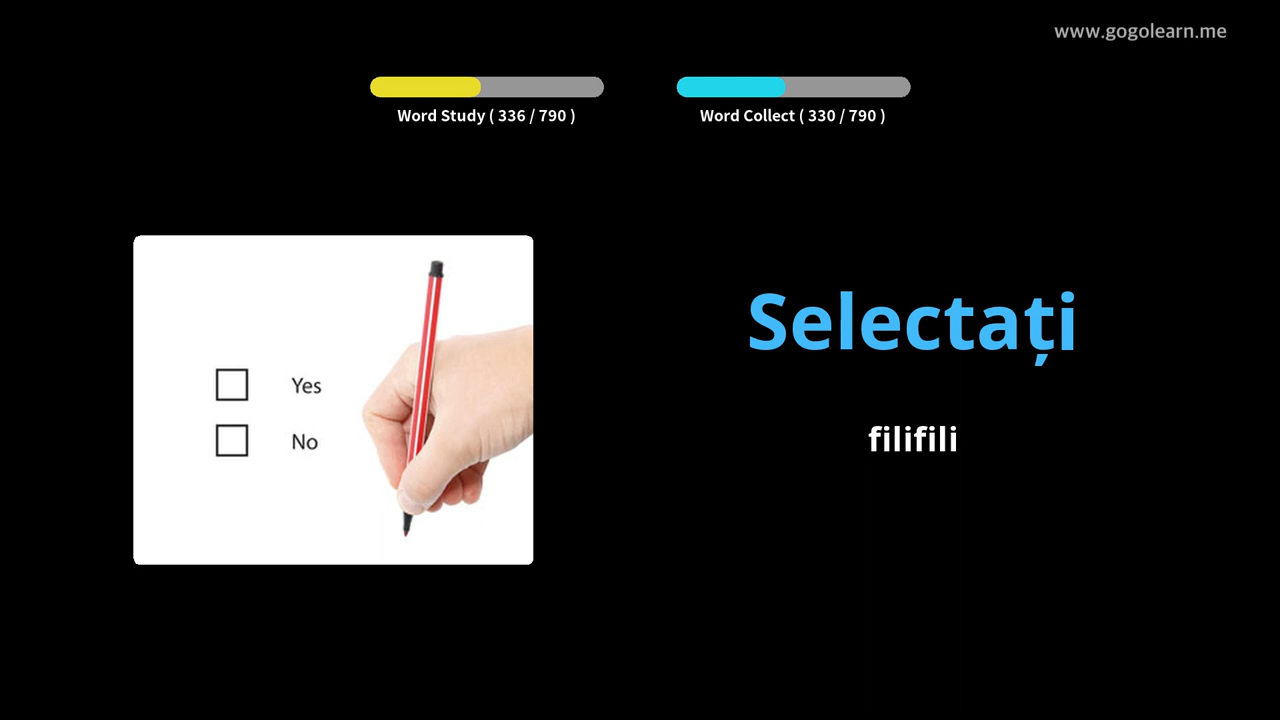 www.gogolearn.me
Word Study ( 336 / 790 )
Word Collect ( 330 / 790 )
Yes
No
Selectați
filifili